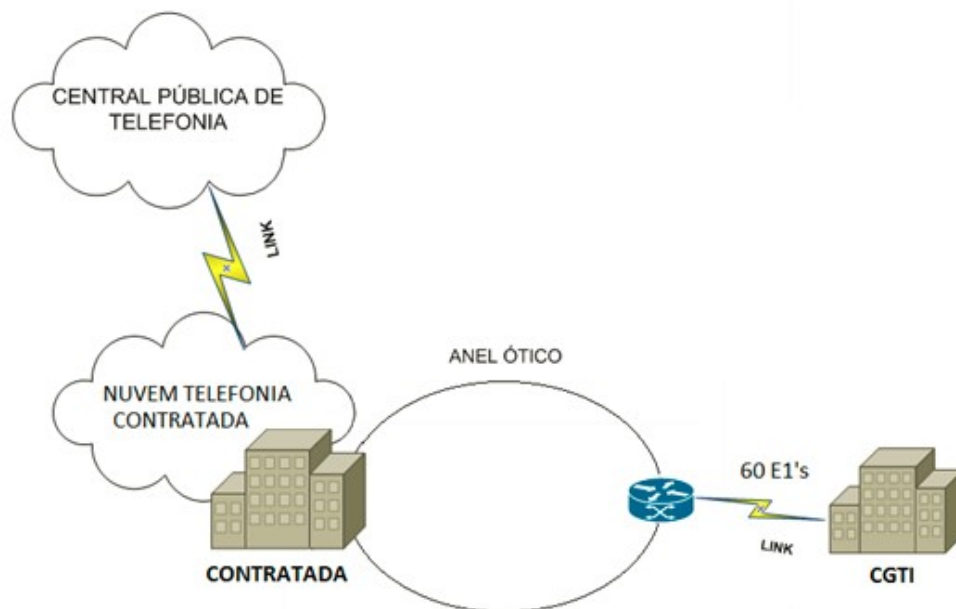 CENTRAL PÚBLICA DE
TELEFONIA
LINK
NUVEM TELEFONIA
CONTRATADA
ANEL ÓTICO
60 E1's
LINK
CONTRATADA
CGTI